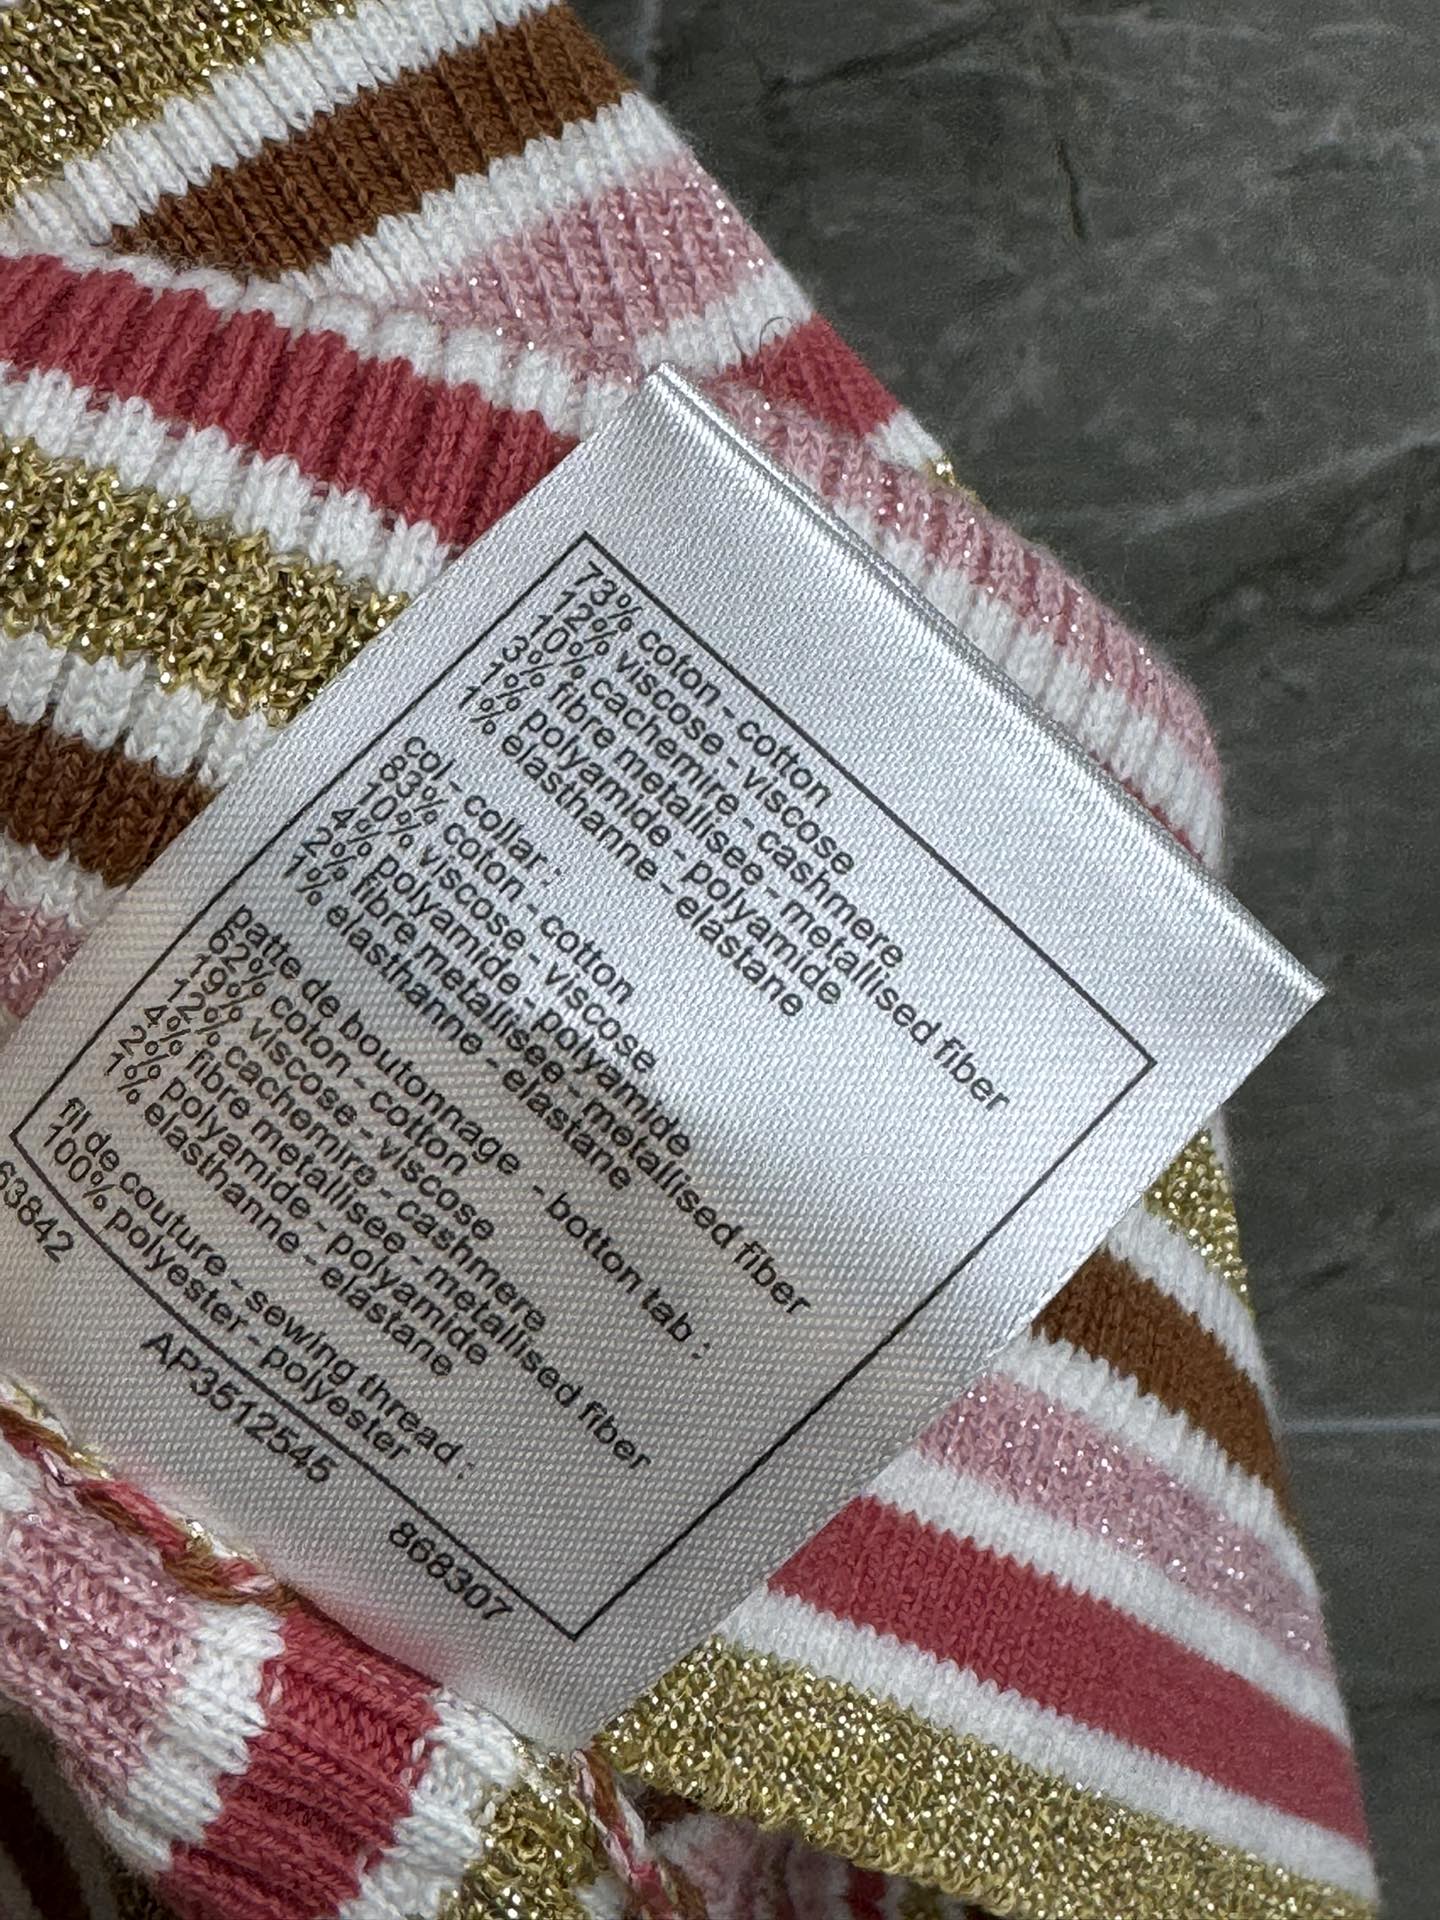 73% coton - cotton
12% viscose - viscose
10% cachemire - cashmere
3% fibre metallisee - metallised fiber
1% polyamide - polyamide
1% elasthanne - elastane
col - collar :
83% coton - cotton
10% viscose - viscose
4% polyamide - polyamide
2% fibre metallisee - metallised fiber
1% elasthanne - elastane
patte de boutonnage - botton tab :
62% coton - cotton
19% viscose - viscose
12% cachemire - cashmere
4% fibre metallisee - metallised fiber
2% polyamide - polyamide
1% elasthanne - elastane
fil de couture - sewing thread :
100% polyester - polyester
63842 AP3512545 868307